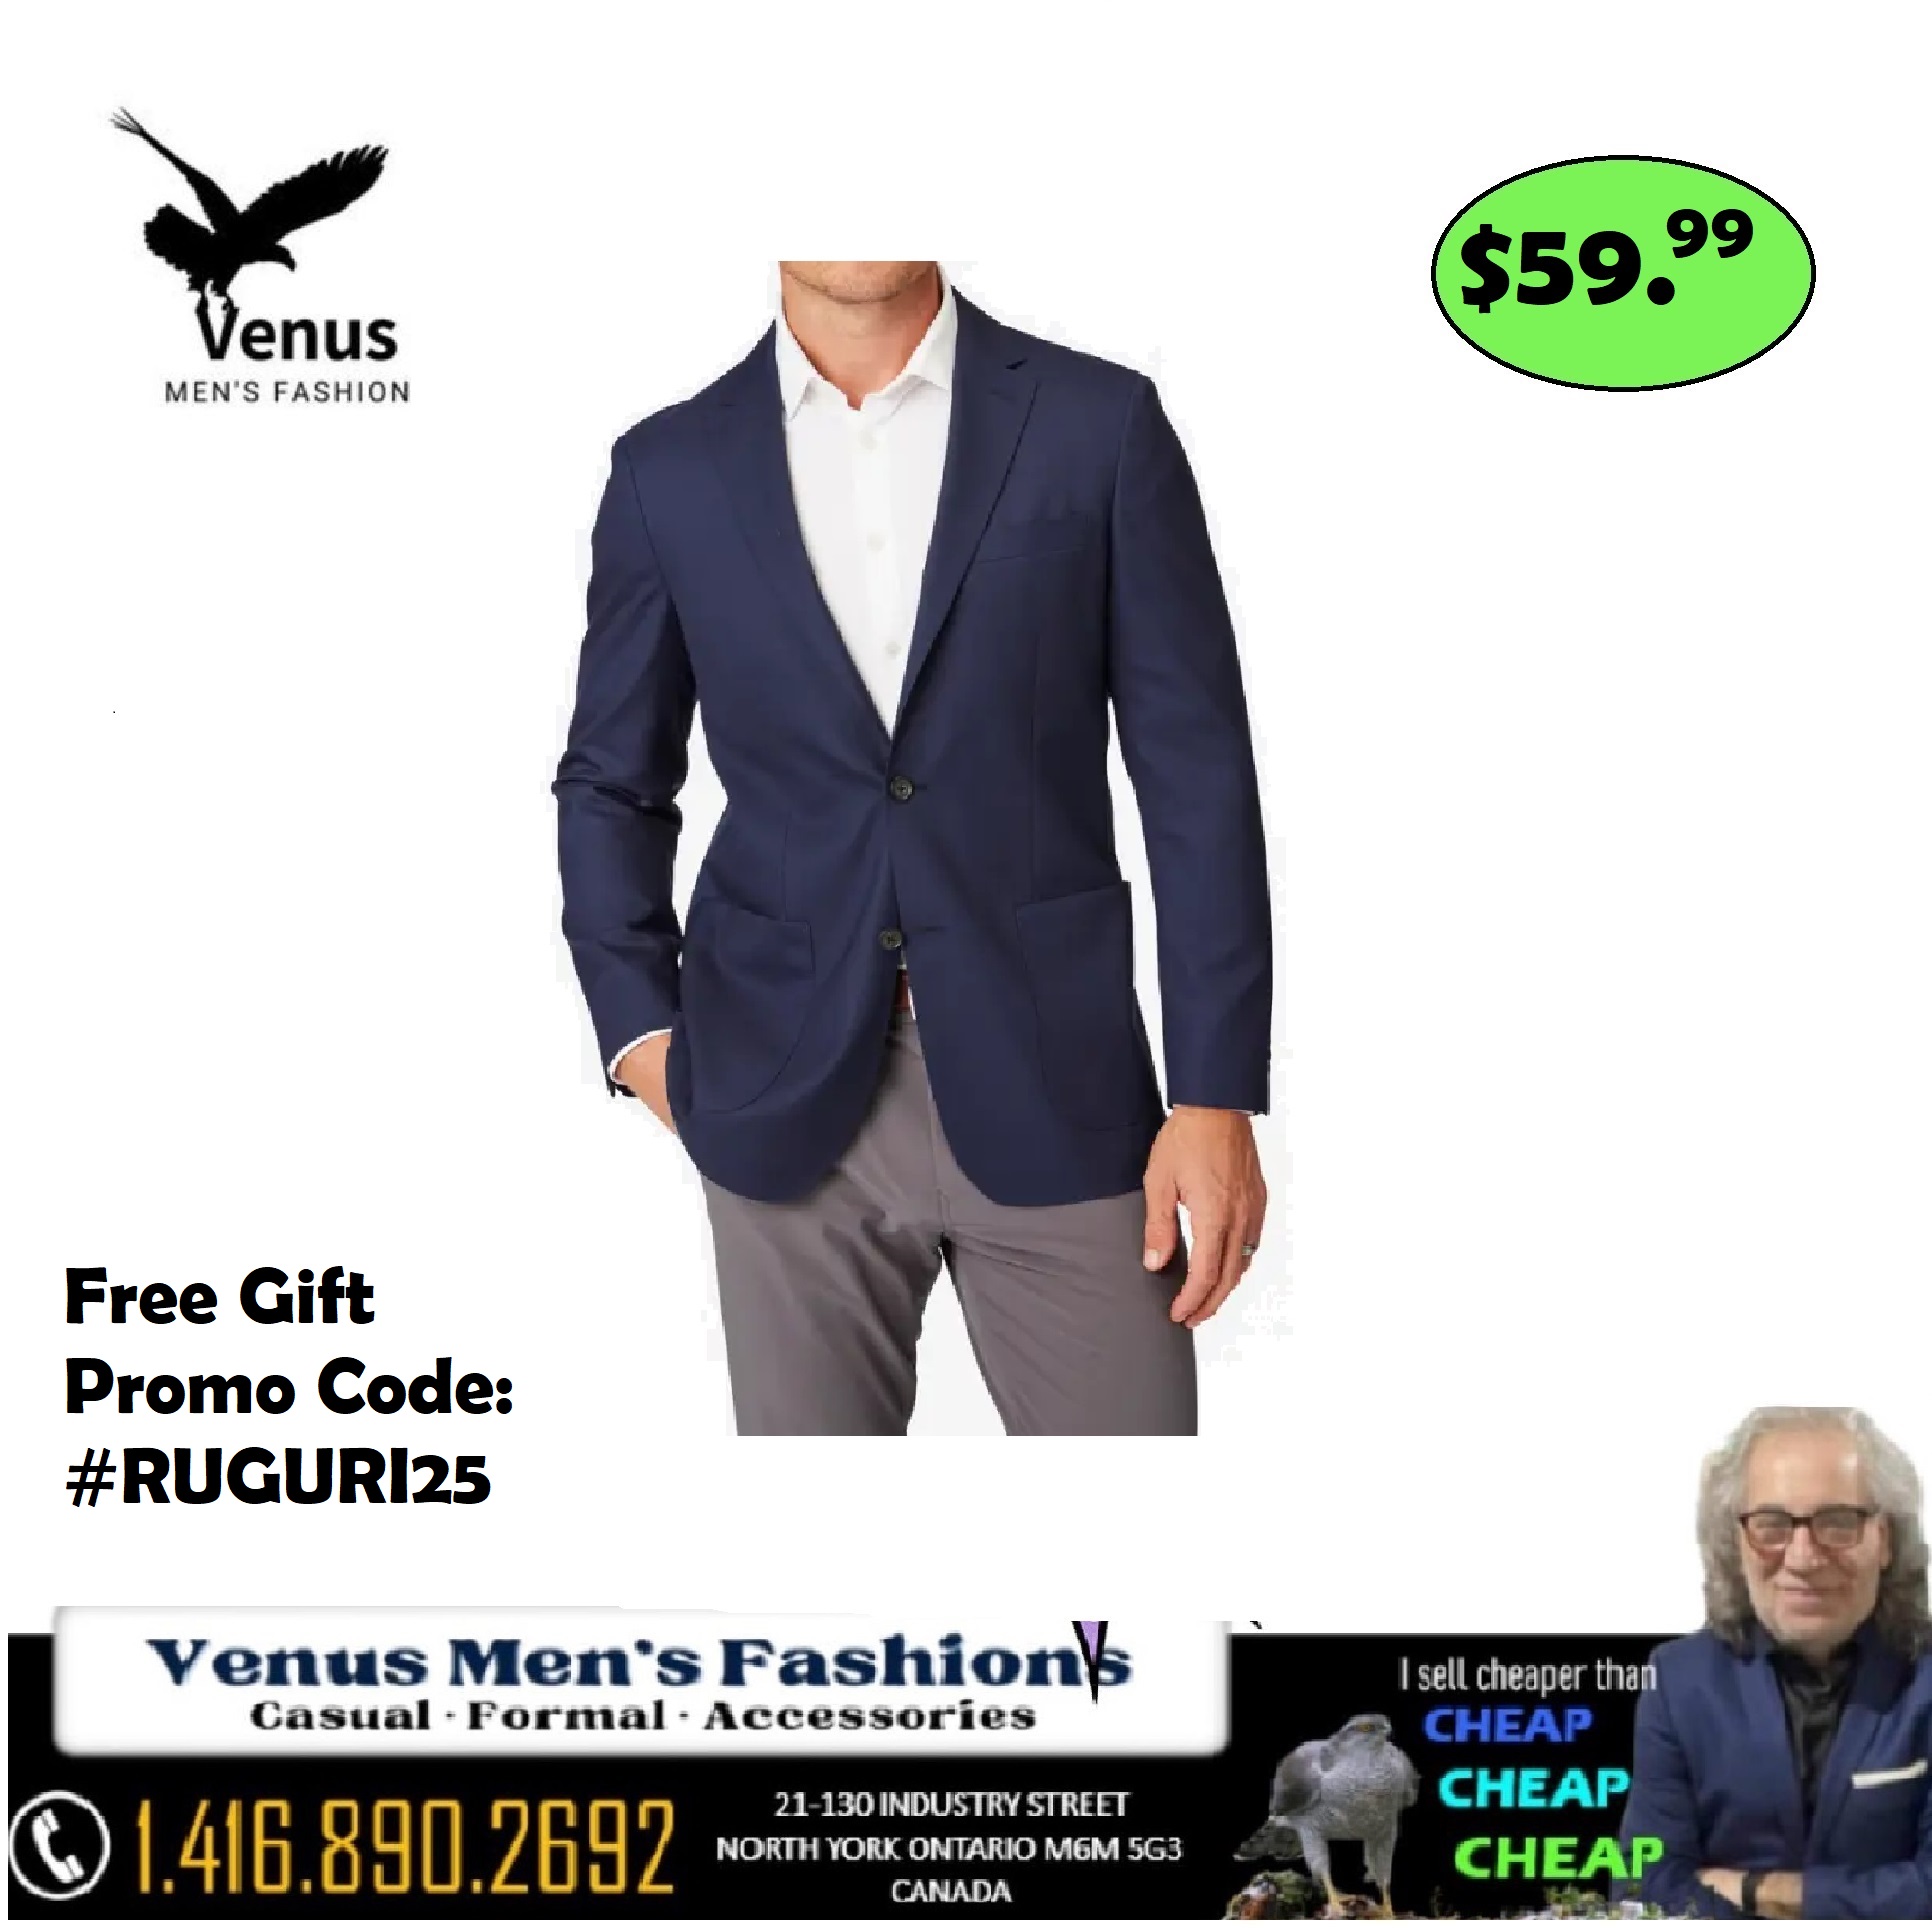 Venus
MEN'S FASHION
$59.99
Free Gift
Promo Code:
#RUGURI25
Venus Men's Fashions
Casual · Formal · Accessories
I sell cheaper than
CHEAP
CHEAP
CHEAP
1.416.890.2692
21-130 INDUSTRY STREET
NORTH YORK ONTARIO M6M 5G3
CANADA